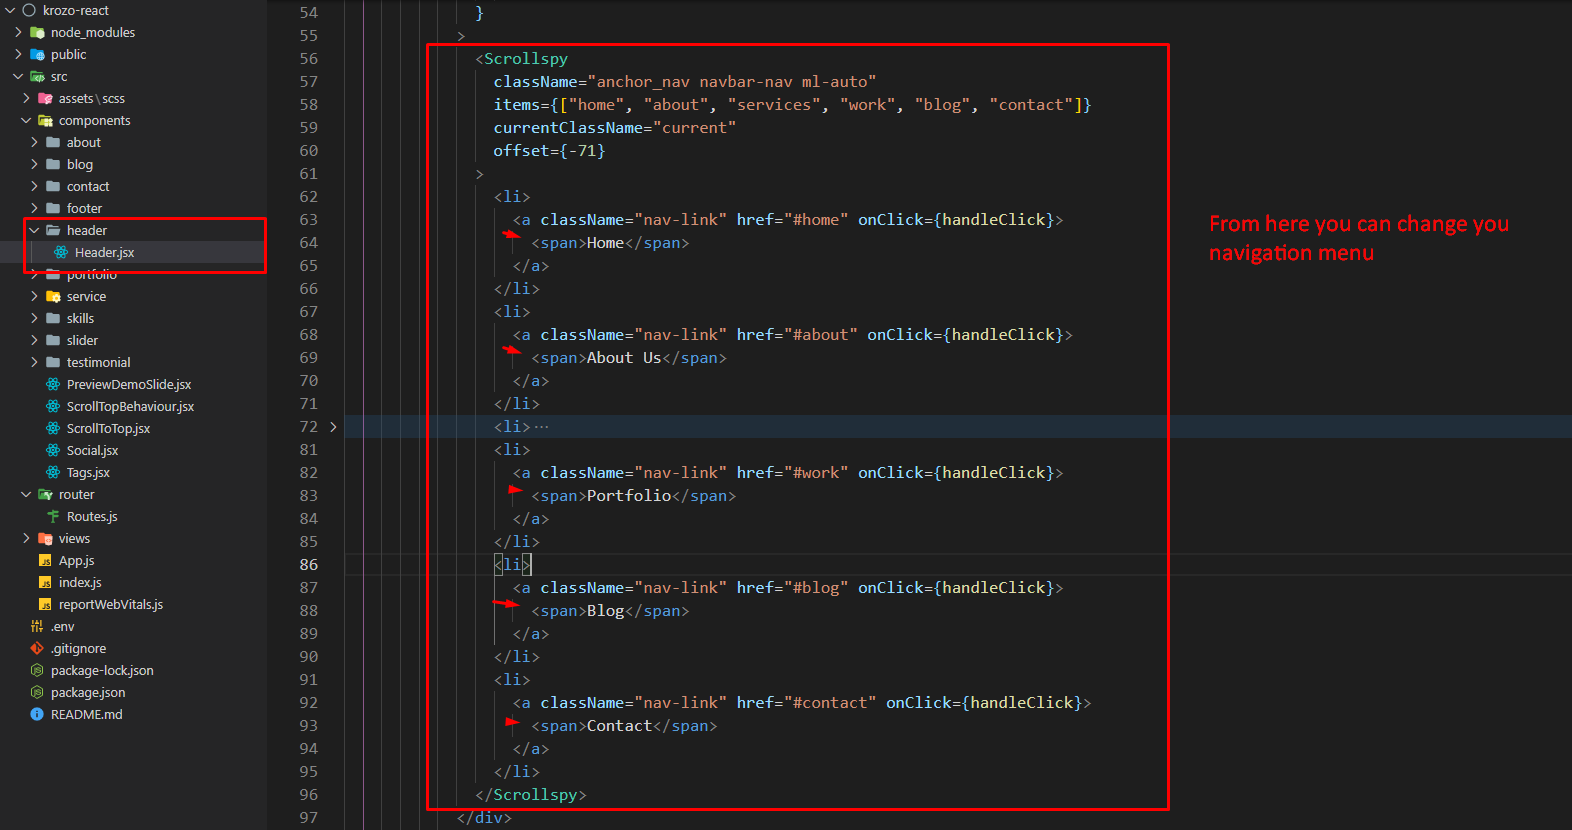 krozo-react
node_modules
public
src
assets\scss
components
about
blog
contact
footer
header
Header.jsx
portfolio
service
skills
slider
testimonial
PreviewDemoSlide.jsx
ScrollTopBehaviour.jsx
ScrollToTop.jsx
Social.jsx
Tags.jsx
router
Routes.js
views
App.js
index.js
reportWebVitals.js
.env
.gitignore
package-lock.json
package.json
README.md
54 }
55 >
56 <Scrollspy
57 className="anchor_nav navbar-nav ml-auto"
58 items={["home", "about", "services", "work", "blog", "contact"]}
59 currentClassName="current"
60 offset={-71}
61 >
62 <li>
63 <a className="nav-link" href="#home" onClick={handleClick}>
64 <span>Home</span>
65 </a>
66 </li>
67 <li>
68 <a className="nav-link" href="#about" onClick={handleClick}>
69 <span>About Us</span>
70 </a>
71 </li>
72 <li>…
81 <li>
82 <a className="nav-link" href="#work" onClick={handleClick}>
83 <span>Portfolio</span>
84 </a>
85 </li>
86 <li>
87 <a className="nav-link" href="#blog" onClick={handleClick}>
88 <span>Blog</span>
89 </a>
90 </li>
91 <li>
92 <a className="nav-link" href="#contact" onClick={handleClick}>
93 <span>Contact</span>
94 </a>
95 </li>
96 </Scrollspy>
97 </div>
From here you can change you
navigation menu